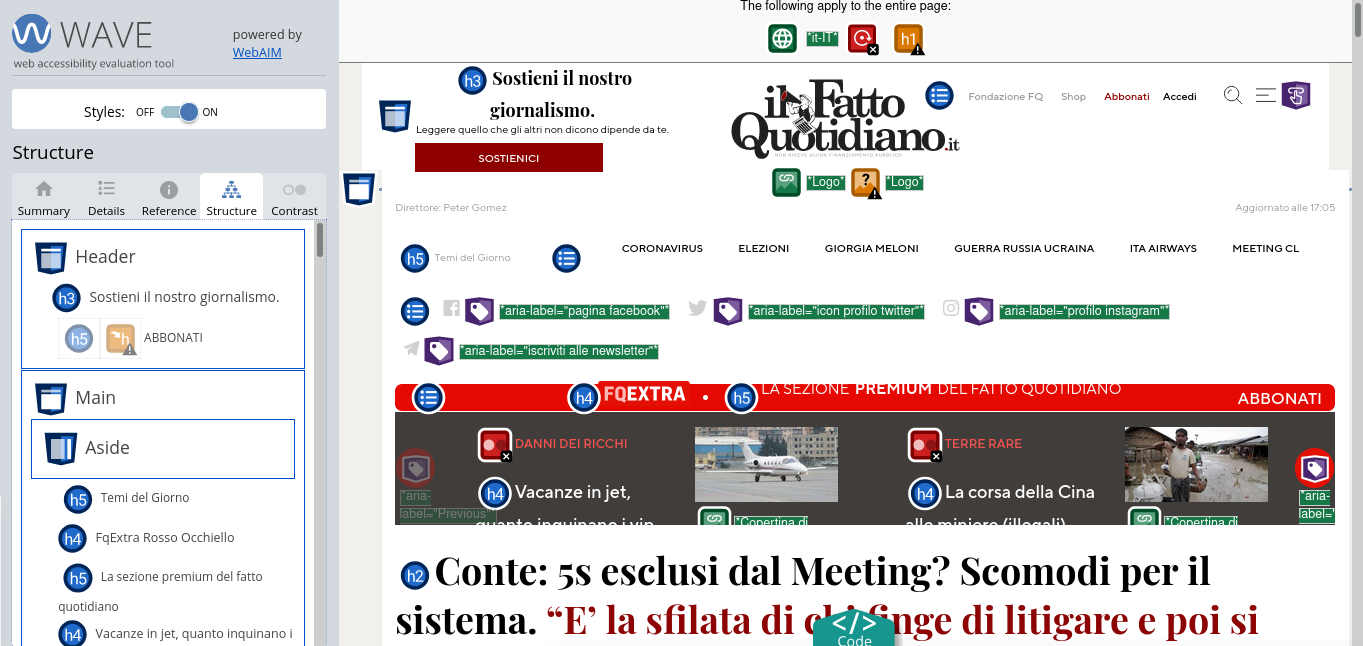 WAVE
powered by
WebAIM
web accessibility evaluation tool
Styles: OFF ON
Structure
Summary Details Reference Structure Contrast
Header
h3 Sostieni il nostro giornalismo.
h5 h ABBONATI
Main
Aside
h5 Temi del Giorno
h4 FqExtra Rosso Occhiello
h5 La sezione premium del fatto
quotidiano
h4 Vacanze in jet, quanto inquinano i
The following apply to the entire page:
*it-IT* h1
h3 Sostieni il nostro
giornalismo.
Leggere quello che gli altri non dicono dipende da te.
SOSTIENICI
il Fatto
Quotidiano.it
NON RICEVE ALCUN FINANZIAMENTO PUBBLICO
Fondazione FQ Shop Abbonati Accedi
*Logo* ? *Logo*
Direttore: Peter Gomez
Aggiornato alle 17:05
h5 Temi del Giorno
CORONAVIRUS ELEZIONI GIORGIA MELONI GUERRA RUSSIA UCRAINA ITA AIRWAYS MEETING CL
*aria-label="pagina facebook"* *aria-label="icon profilo twitter"* *aria-label="profilo instagram"*
*aria-label="iscriviti alle newsletter"*
h4 FQEXTRA • h5 LA SEZIONE PREMIUM DEL FATTO QUOTIDIANO ABBONATI
DANNI DEI RICCHI TERRE RARE
h4 Vacanze in jet, h4 La corsa della Cina
*aria-
label="Previous"*
*aria-
label="
quanto inquinano i vip
*Copertina di
alle miniere (illegali)
*Copertina di
h2 Conte: 5s esclusi dal Meeting? Scomodi per il
sistema. “E’ la sfilata di chi finge di litigare e poi si
</>
Code